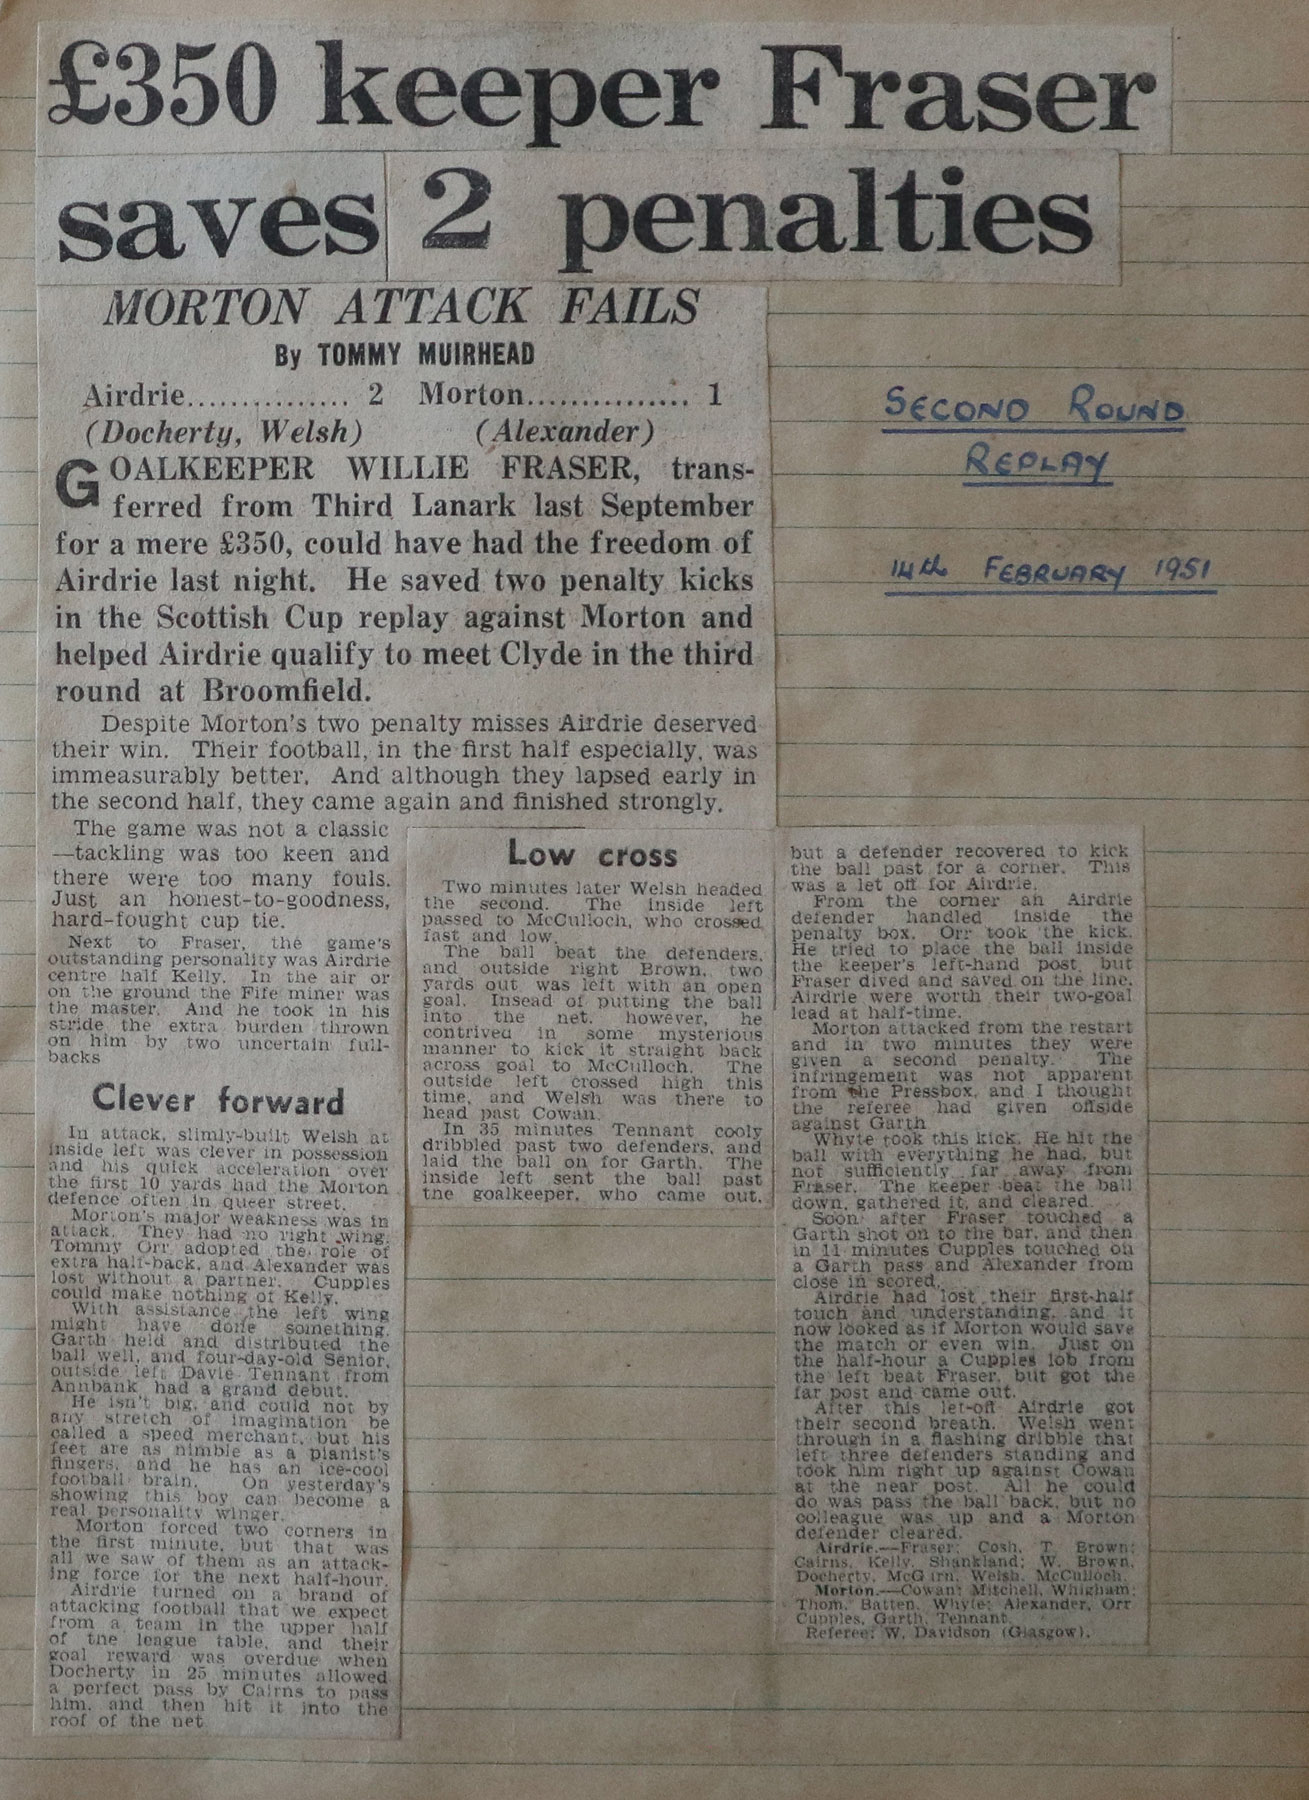 £350 keeper Fraser
saves 2 penalties
MORTON ATTACK FAILS
By TOMMY MUIRHEAD
Airdrie............... 2 Morton............... 1
(Docherty, Welsh) (Alexander)
GOALKEEPER WILLIE FRASER, trans-
ferred from Third Lanark last September
for a mere £350, could have had the freedom of
Airdrie last night. He saved two penalty kicks
in the Scottish Cup replay against Morton and
helped Airdrie qualify to meet Clyde in the third
round at Broomfield.
Despite Morton's two penalty misses Airdrie deserved
their win. Their football, in the first half especially, was
immeasurably better. And although they lapsed early in
the second half, they came again and finished strongly.
The game was not a classic
—tackling was too keen and
there were too many fouls.
Just an honest-to-goodness,
hard-fought cup tie.
Next to Fraser, the game's
outstanding personality was Airdrie
centre half Kelly. In the air or
on the ground the Fife miner was
the master. And he took in his
stride the extra burden thrown
on him by two uncertain full-
backs
Clever forward
In attack, slimly-built Welsh at
inside left was clever in possession
and his quick acceleration over
the first 10 yards had the Morton
defence often in queer street.
Morton's major weakness was in
attack. They had no right wing.
Tommy Orr adopted the role of
extra half-back, and Alexander was
lost without a partner. Cupples
could make nothing of Kelly.
With assistance the left wing
might have done something.
Garth held and distributed the
ball well, and four-day-old Senior,
outside left Davie Tennant from
Annbank had a grand debut.
He isn't big, and could not by
any stretch of imagination be
called a speed merchant, but his
feet are as nimble as a pianist's
fingers, and he has an ice-cool
football brain. On yesterday's
showing this boy can become a
real personality winger.
Morton forced two corners in
the first minute, but that was
all we saw of them as an attack-
ing force for the next half-hour.
Airdrie turned on a brand of
attacking football that we expect
from a team in the upper half
of the league table, and their
goal reward was overdue when
Docherty in 25 minutes allowed
a perfect pass by Cairns to pass
him, and then hit it into the
roof of the net
Low cross
Two minutes later Welsh headed
the second. The inside left
passed to McCulloch, who crossed
fast and low.
The ball beat the defenders,
and outside right Brown, two
yards out was left with an open
goal. Insead of putting the ball
into the net, however, he
contrived in some mysterious
manner to kick it straight back
across goal to McCulloch. The
outside left crossed high this
time, and Welsh was there to
head past Cowan.
In 35 minutes Tennant cooly
dribbled past two defenders, and
laid the ball on for Garth. The
inside left sent the ball past
the goalkeeper, who came out,
but a defender recovered to kick
the ball past for a corner. This
was a let off for Airdrie.
From the corner an Airdrie
defender handled inside the
penalty box. Orr took the kick.
He tried to place the ball inside
the keeper's left-hand post, but
Fraser dived and saved on the line.
Airdrie were worth their two-goal
lead at half-time.
Morton attacked from the restart
and in two minutes they were
given a second penalty. The
infringement was not apparent
from the Pressbox, and I thought
the referee had given offside
against Garth
Whyte took this kick. He hit the
ball with everything he had, but
not sufficiently far away from
Fraser. The keeper beat the ball
down, gathered it, and cleared.
Soon after Fraser touched a
Garth shot on to the bar, and then
in 11 minutes Cupples touched on
a Garth pass and Alexander from
close in scored.
Airdrie had lost their first-half
touch and understanding, and it
now looked as if Morton would save
the match or even win. Just on
the half-hour a Cupples lob from
the left beat Fraser, but got the
far post and came out.
After this let-off Airdrie got
their second breath. Welsh went
through in a flashing dribble that
left three defenders standing and
took him right up against Cowan
at the near post. All he could
do was pass the ball back, but no
colleague was up and a Morton
defender cleared.
Airdrie.—Fraser; Cosh, T. Brown;
Cairns, Kelly, Shankland; W. Brown,
Docherty, Welsh, McCulloch.
Morton.—Cowan; Mitchell, Whigham;
Thom, Batten, Whyte; Alexander, Orr
Cupples, Garth, Tennant.
Referee: W. Davidson (Glasgow).
SECOND ROUND
REPLAY
14th FEBRUARY 1951